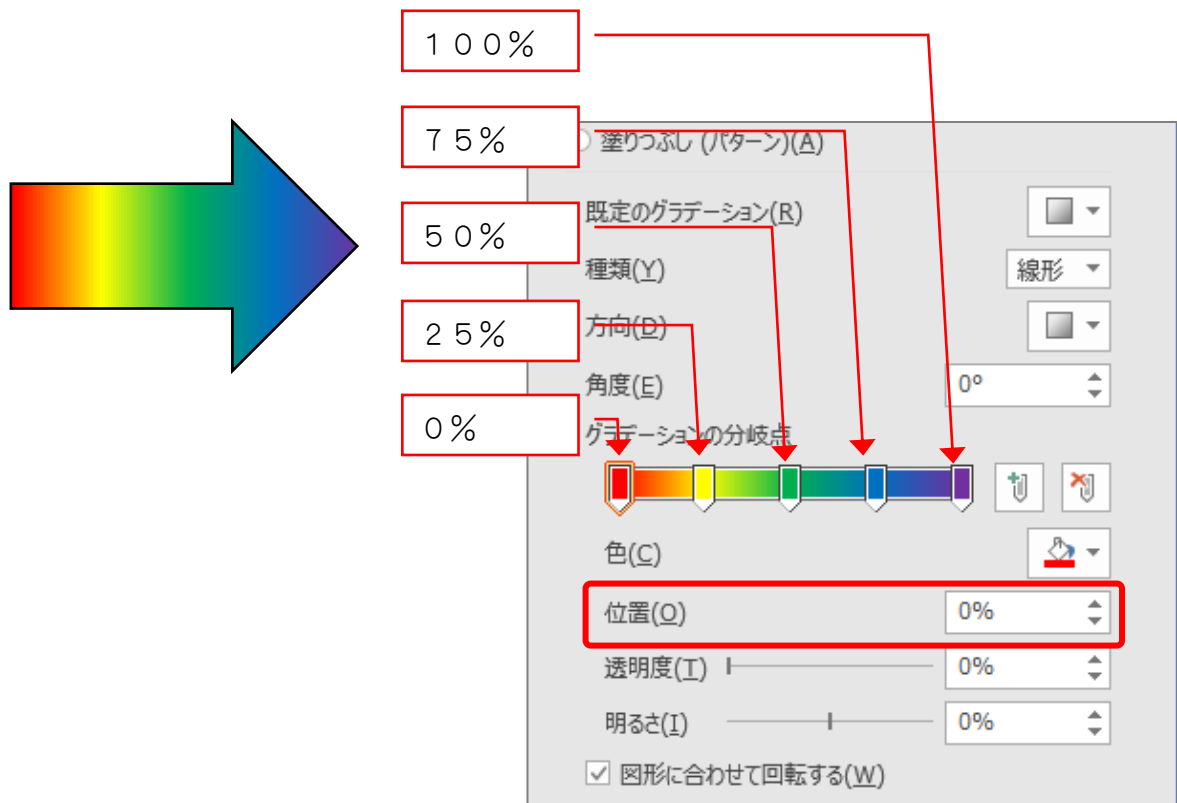 １００％
７５％
塗りつぶし (パターン)(A)
既定のグラデーション(R)
５０％
種類(Y)
線形
２５％
方向(D)
角度(E)
0°
０％
グラデーションの分岐点
色(C)
位置(O)
0%
透明度(T)
0%
明るさ(I)
0%
図形に合わせて回転する(W)